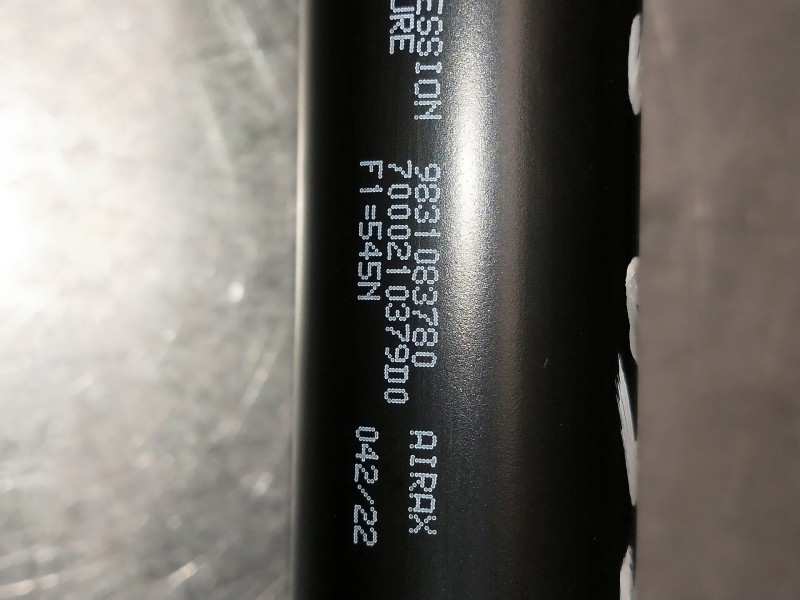 ESSION 9831083780 AIRAX
URE 7000210379D0
F1=545N 042/22